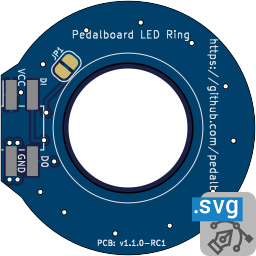 Pedalboard LED Ring
JP1
https://github.com/pedalb
VCC
DI
GND
DO
PCB: v1.1.0-RC1
.svg